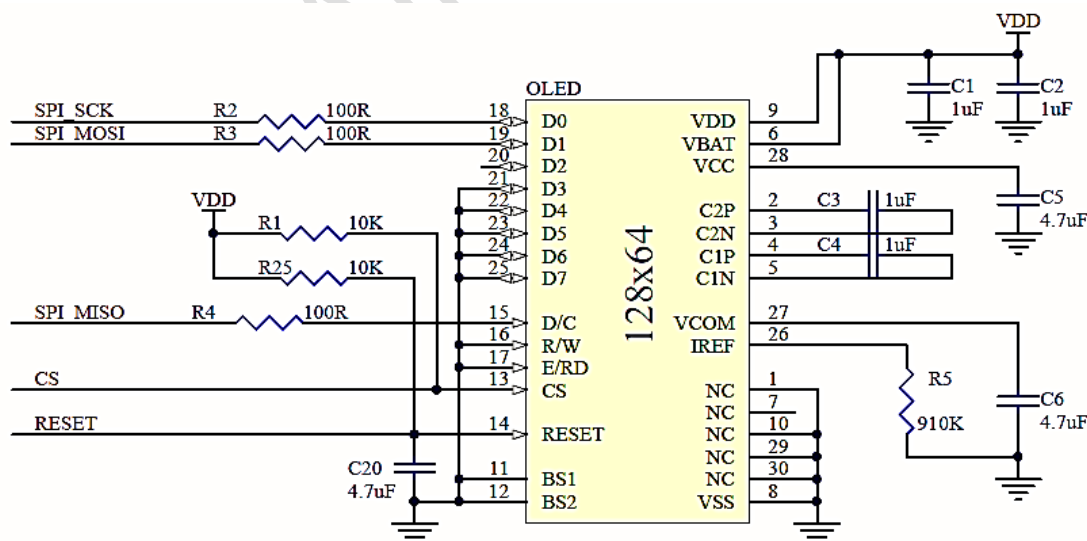 VDD
OLED
C1
1uF
C2
1uF
SPI_SCK R2 100R 18 D0 VDD 9
SPI_MOSI R3 100R 19 D1 VBAT 6
20 D2 VCC 28
21 D3
VDD
22 D4 C2P 2 C3 1uF
C5
4.7uF
R1 10K 23 D5 C2N 3
24 D6 C1P 4 C4 1uF
R25 10K 25 D7 C1N 5
128x64
SPI_MISO R4 100R 15 D/C VCOM 27
16 R/W IREF 26
17 E/RD
CS 13 CS NC 1
R5
910K
C6
4.7uF
NC 7
RESET 14 RESET NC 10
NC 29
C20
4.7uF
11 BS1 NC 30
12 BS2 VSS 8